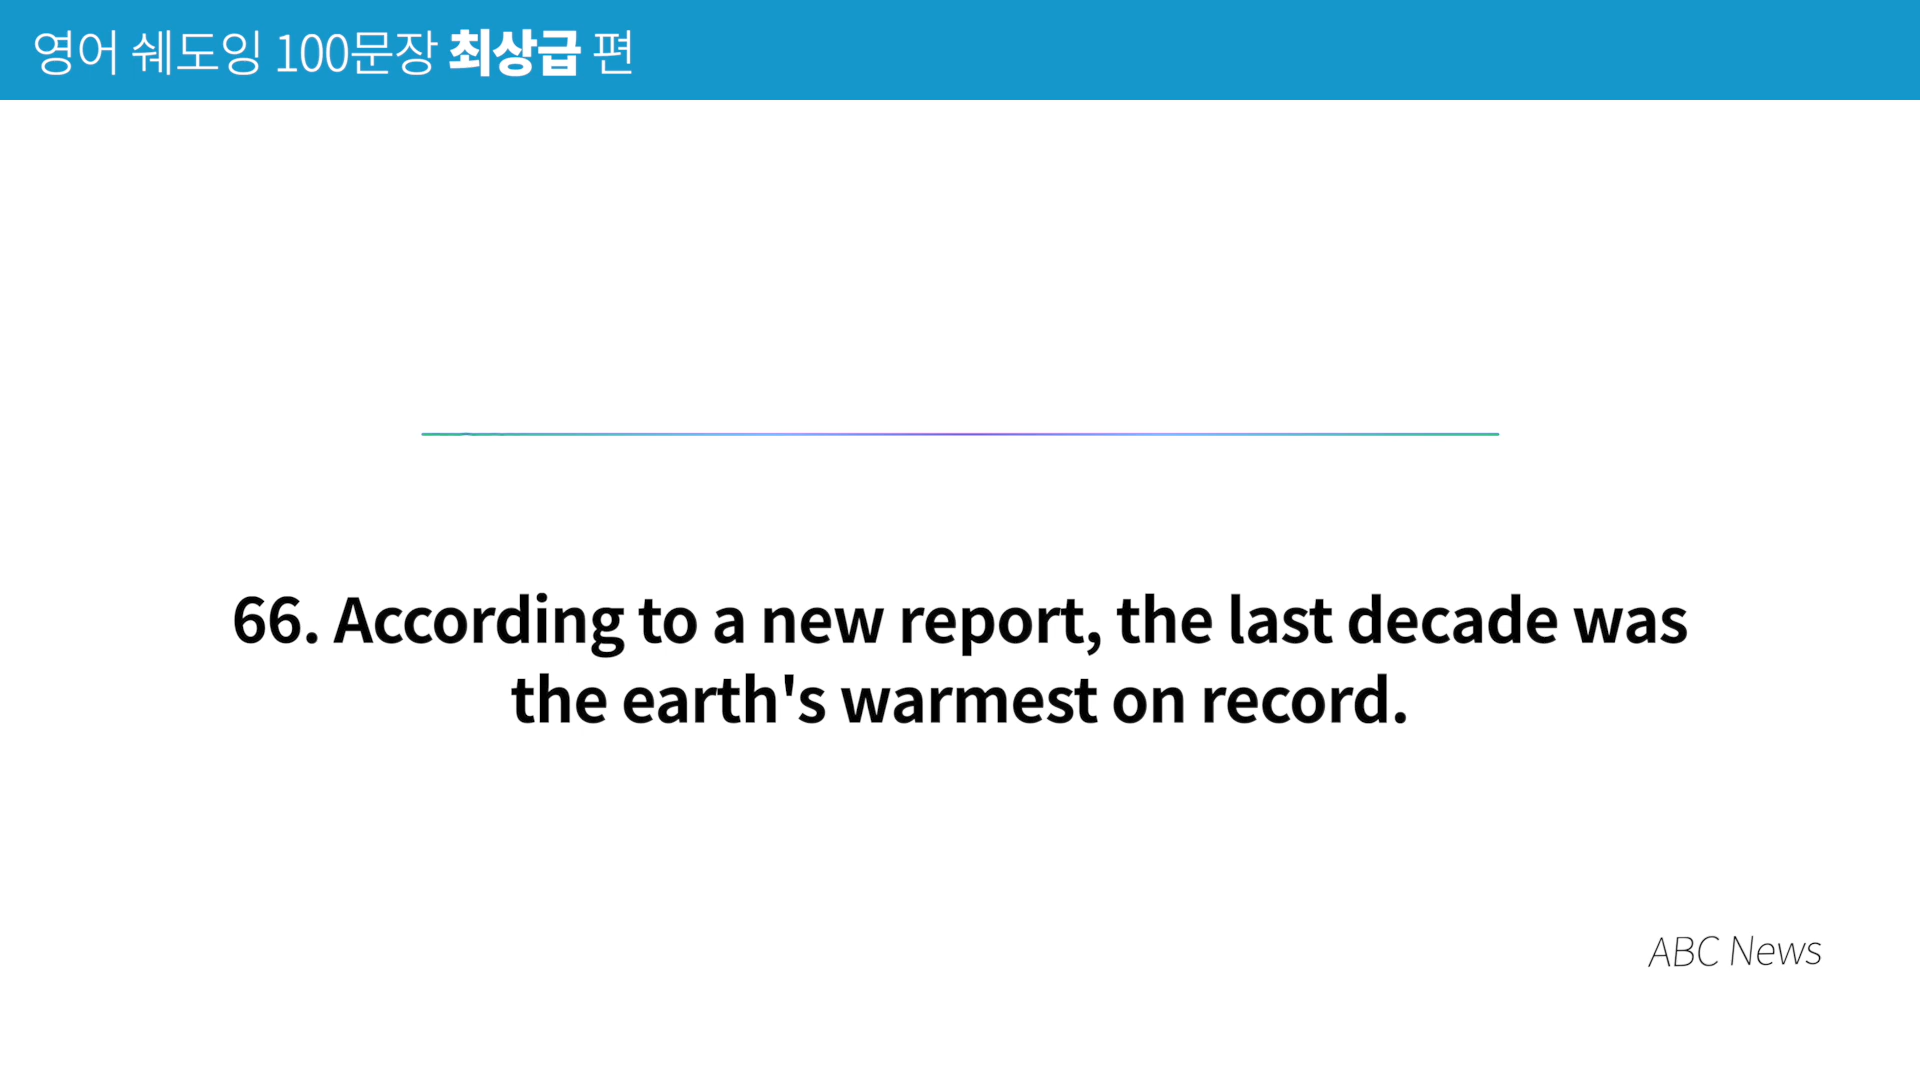 영어 쉐도잉 100문장 최상급 편
66. According to a new report, the last decade was
the earth's warmest on record.
ABC News